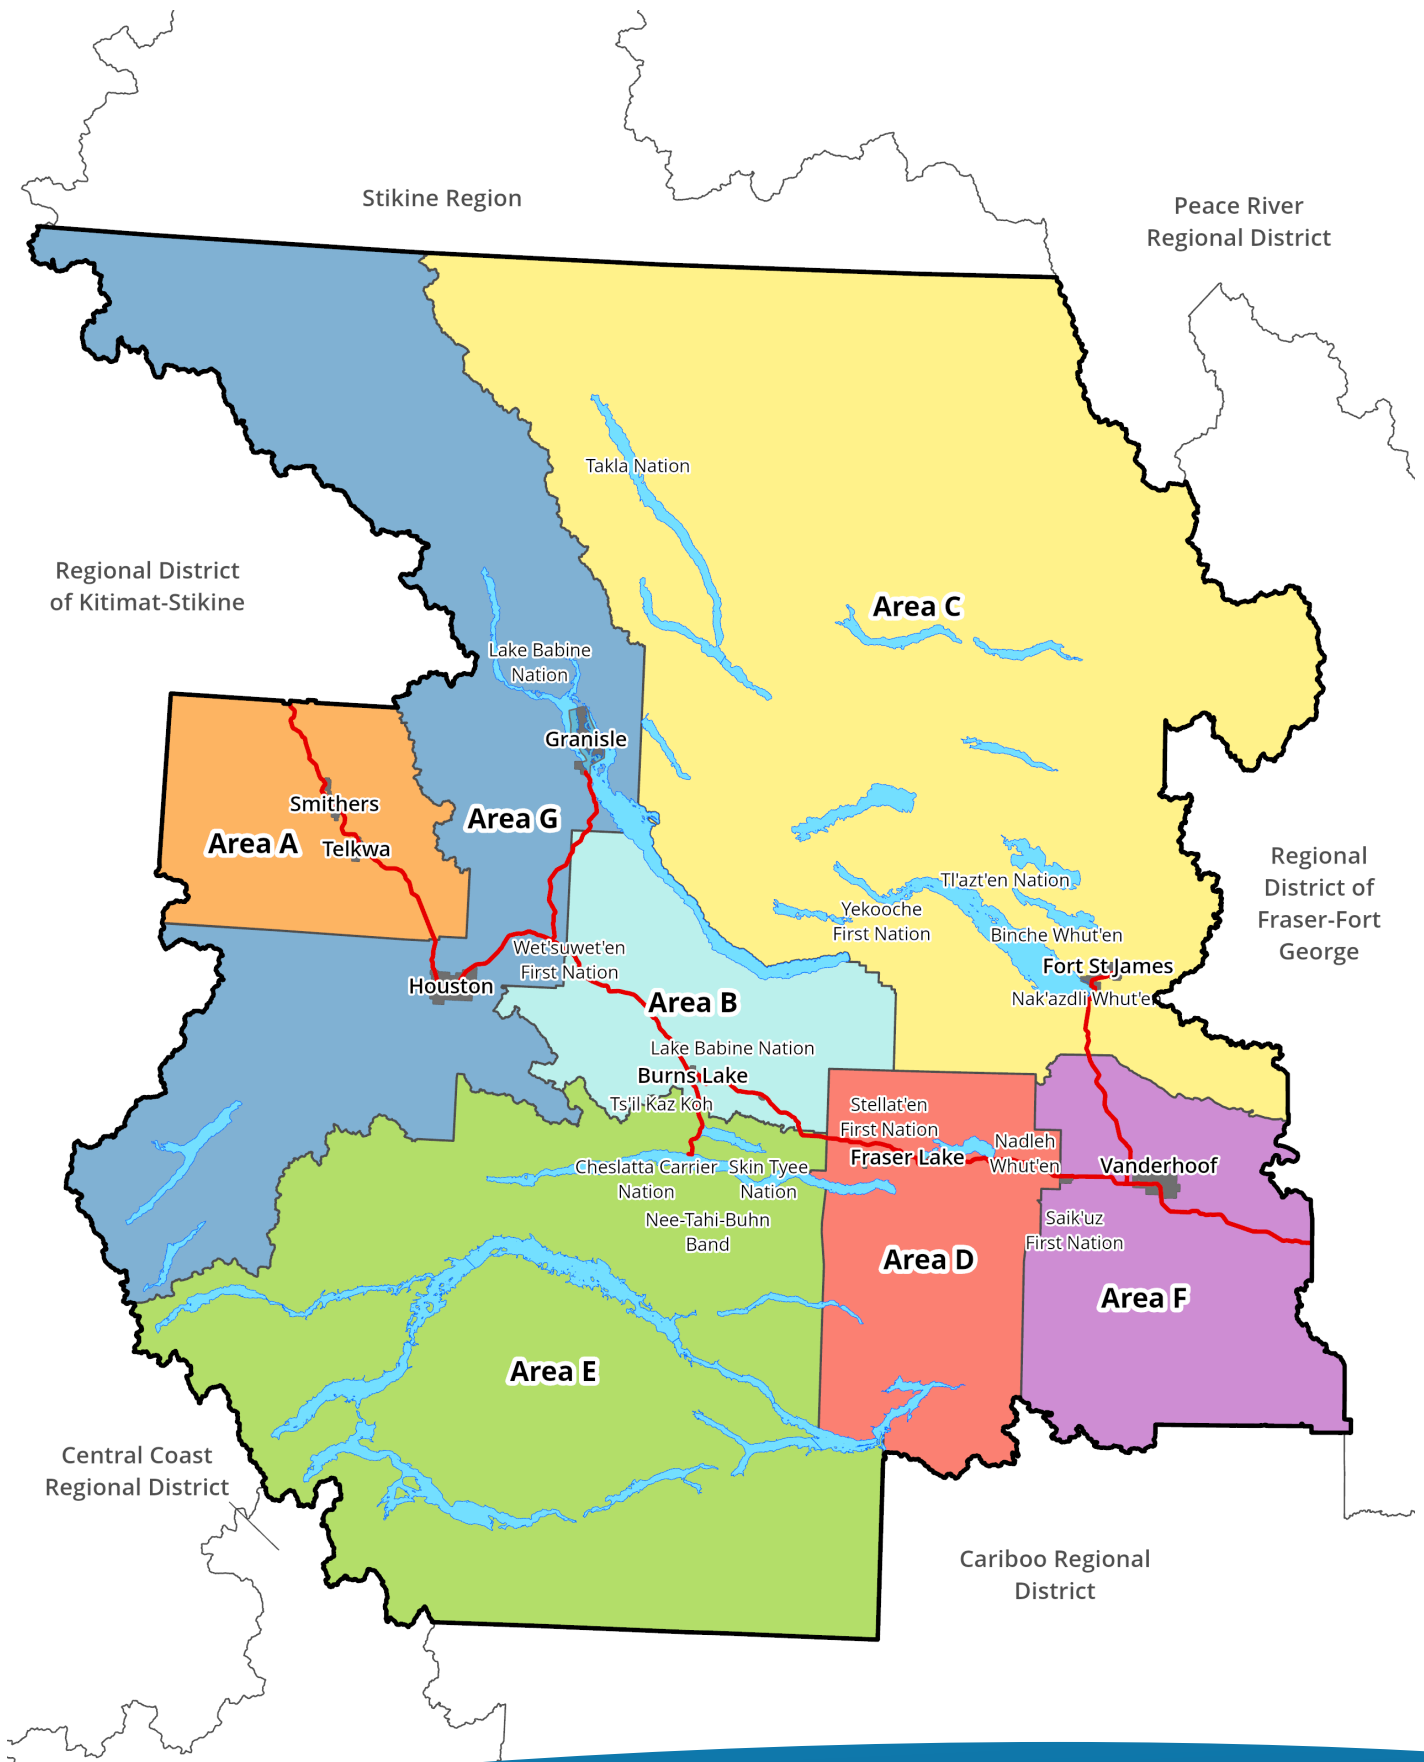 Stikine Region
Peace River
Regional District
Takla Nation
Regional District
of Kitimat-Stikine
Area C
Lake Babine
Nation
Granisle
Smithers
Area G
Area A
Telkwa
Regional
District of
Fraser-Fort
George
Tl'azt'en Nation
Yekooche
First Nation
Binche Whut'en
Wet'suwet'en
First Nation
Fort St James
Houston
Nak'azdli Whut'en
Area B
Lake Babine Nation
Burns Lake
Ts'il Kaz Koh
Stellat'en
First Nation
Nadleh
Whut'en
Fraser Lake
Vanderhoof
Cheslatta Carrier
Nation
Skin Tyee
Nation
Nee-Tahi-Buhn
Band
Saik'uz
First Nation
Area D
Area F
Area E
Central Coast
Regional District
Cariboo Regional
District